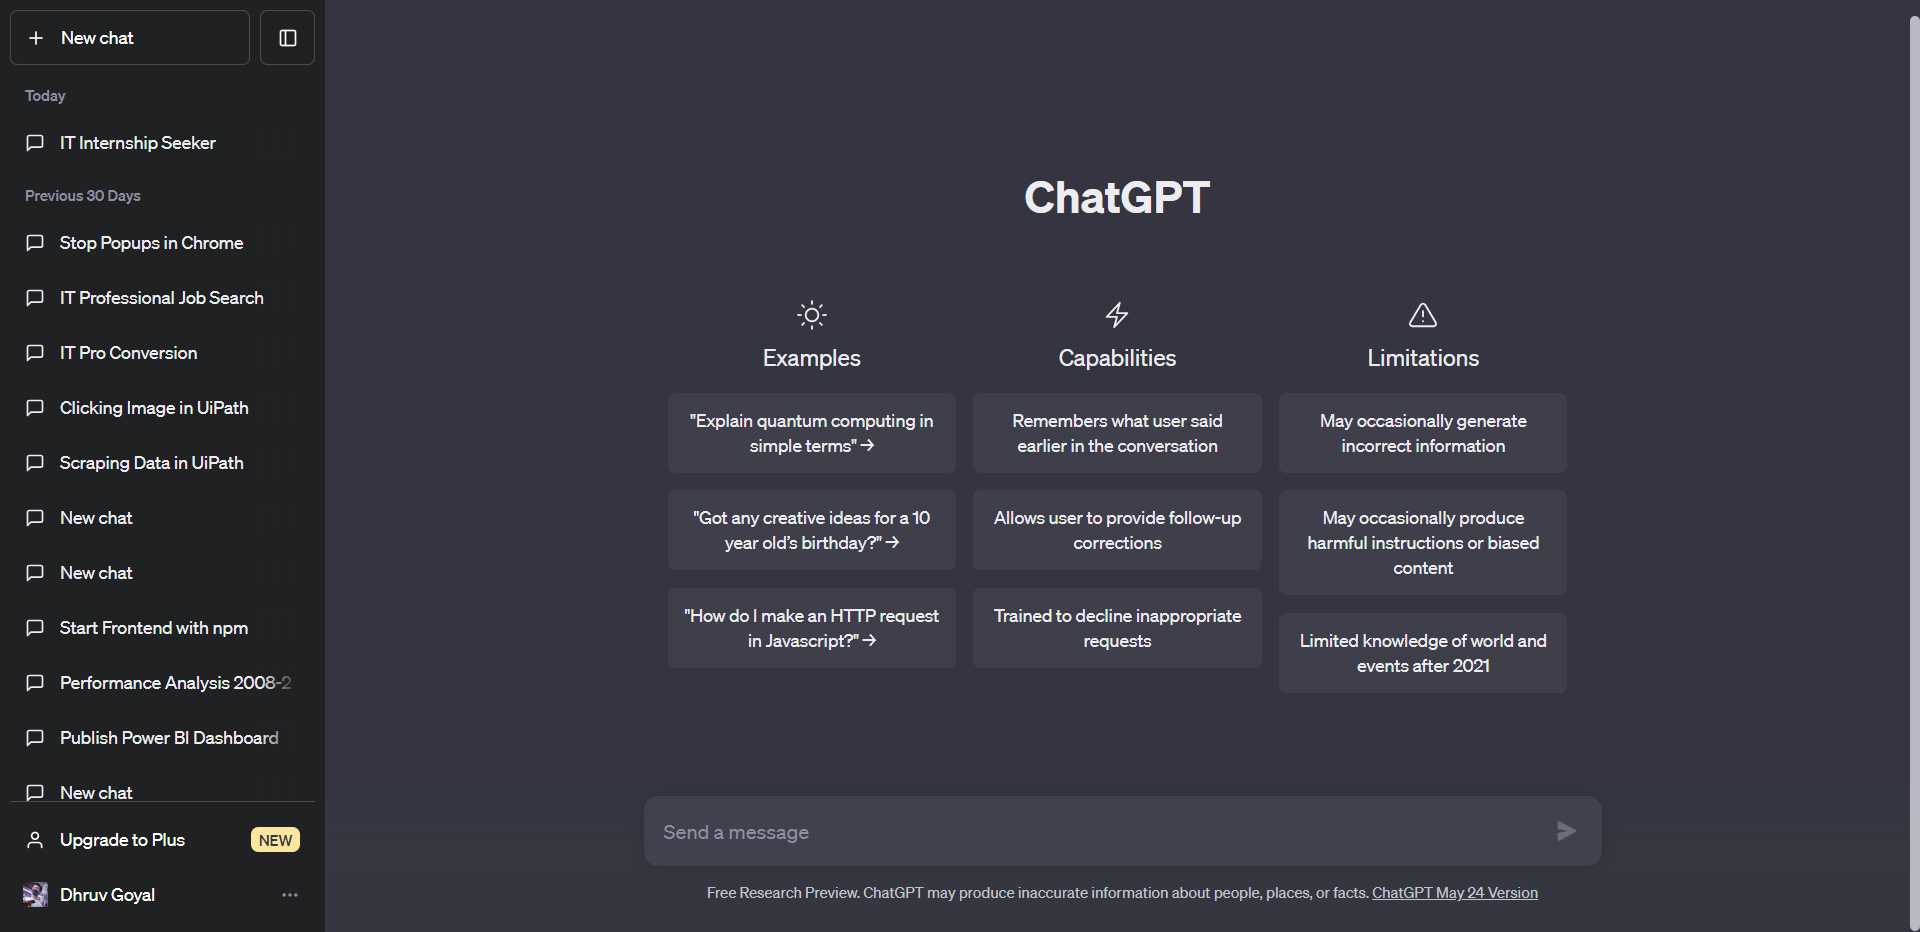 New chat
Today
IT Internship Seeker
Previous 30 Days
Stop Popups in Chrome
IT Professional Job Search
IT Pro Conversion
Clicking Image in UiPath
Scraping Data in UiPath
New chat
New chat
Start Frontend with npm
Performance Analysis 2008-2
Publish Power BI Dashboard
New chat
Upgrade to Plus NEW
Dhruv Goyal
ChatGPT
Examples
"Explain quantum computing in
simple terms" →
"Got any creative ideas for a 10
year old’s birthday?" →
"How do I make an HTTP request
in Javascript?" →
Capabilities
Remembers what user said
earlier in the conversation
Allows user to provide follow-up
corrections
Trained to decline inappropriate
requests
Limitations
May occasionally generate
incorrect information
May occasionally produce
harmful instructions or biased
content
Limited knowledge of world and
events after 2021
Send a message
Free Research Preview. ChatGPT may produce inaccurate information about people, places, or facts. ChatGPT May 24 Version